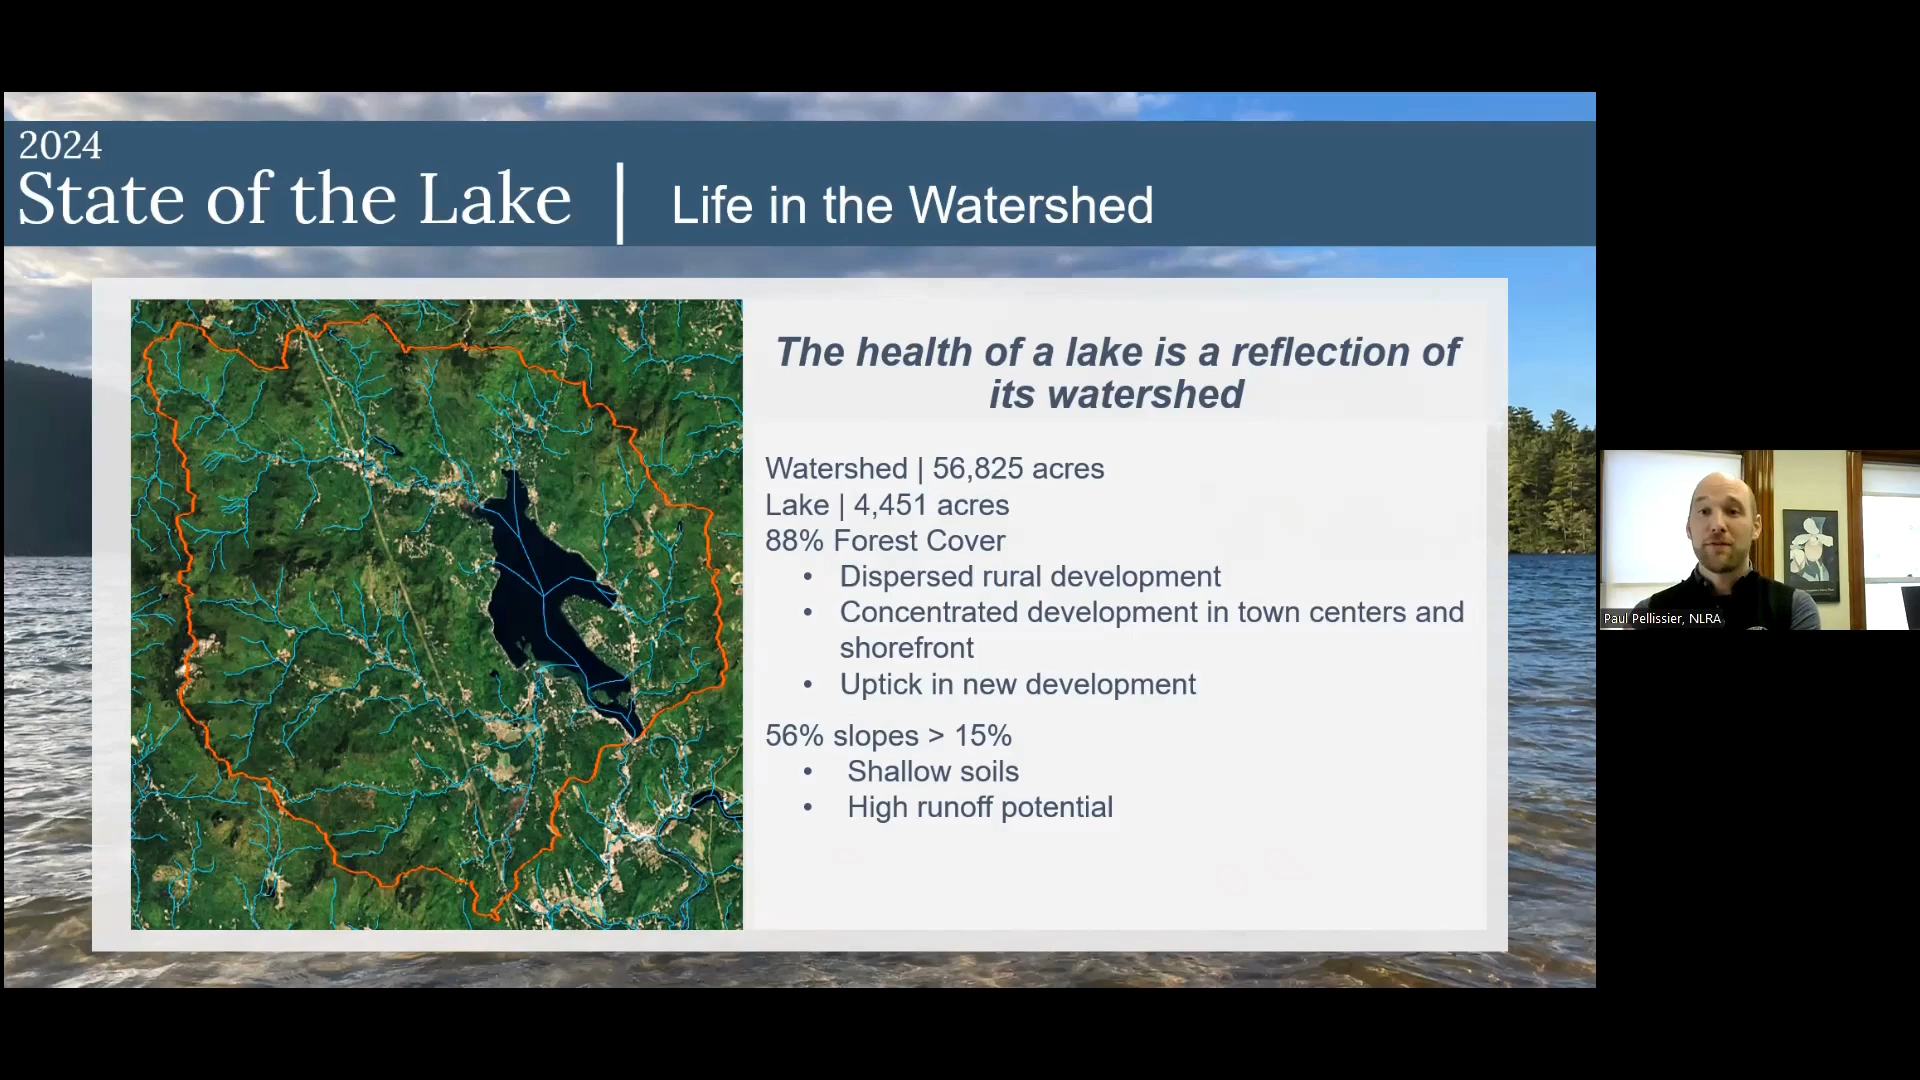 2024
State of the Lake | Life in the Watershed
The health of a lake is a reflection of
its watershed
Watershed | 56,825 acres
Lake | 4,451 acres
88% Forest Cover
• Dispersed rural development
• Concentrated development in town centers and
shorefront
• Uptick in new development
56% slopes > 15%
• Shallow soils
• High runoff potential
Paul Pellissier, NLRA